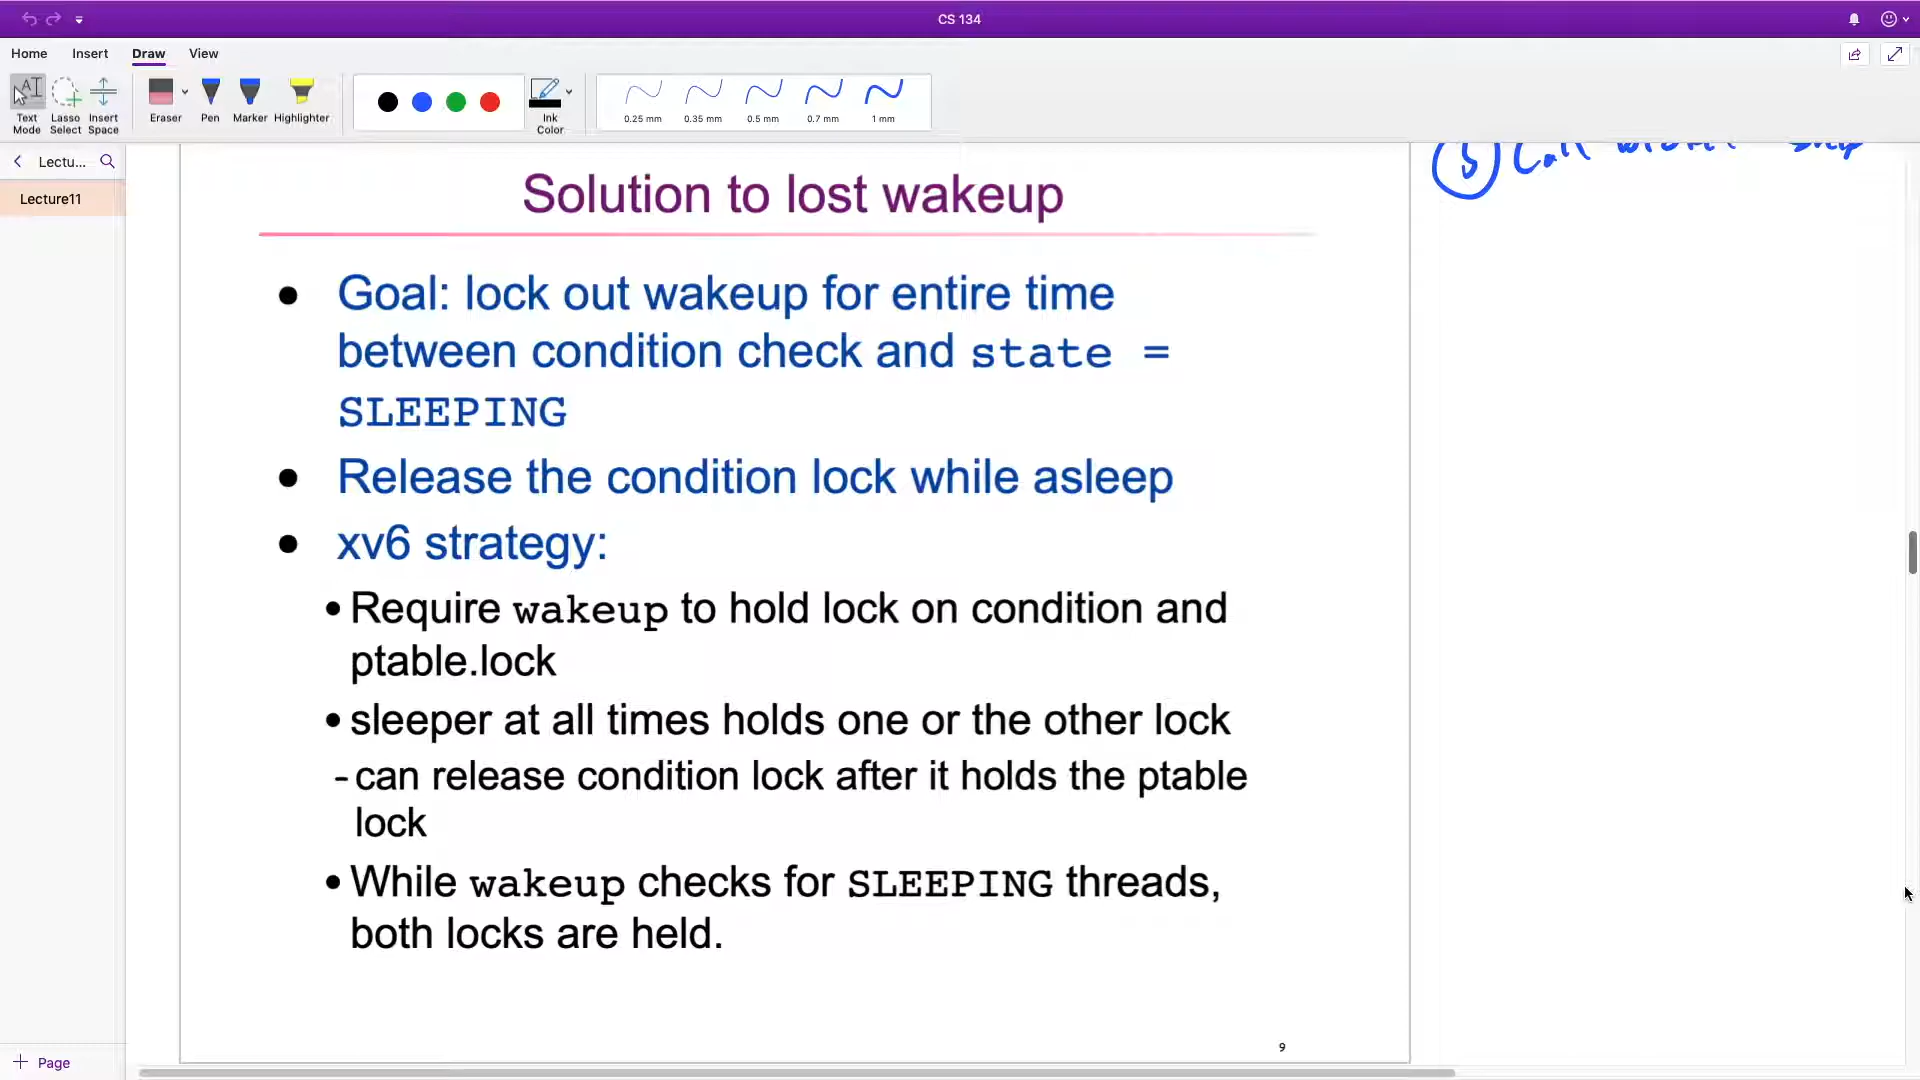 CS 134
Home Insert Draw View
Text Mode
Lasso Select
Insert Space
Eraser
Pen
Marker
Highlighter
Ink Color
0.25 mm 0.35 mm 0.5 mm 0.7 mm 1 mm
Lectu...
Lecture11
Call
Solution to lost wakeup
• Goal: lock out wakeup for entire time
between condition check and state =
SLEEPING
• Release the condition lock while asleep
• xv6 strategy:
• Require wakeup to hold lock on condition and
ptable.lock
• sleeper at all times holds one or the other lock
- can release condition lock after it holds the ptable
lock
• While wakeup checks for SLEEPING threads,
both locks are held.
9
+ Page